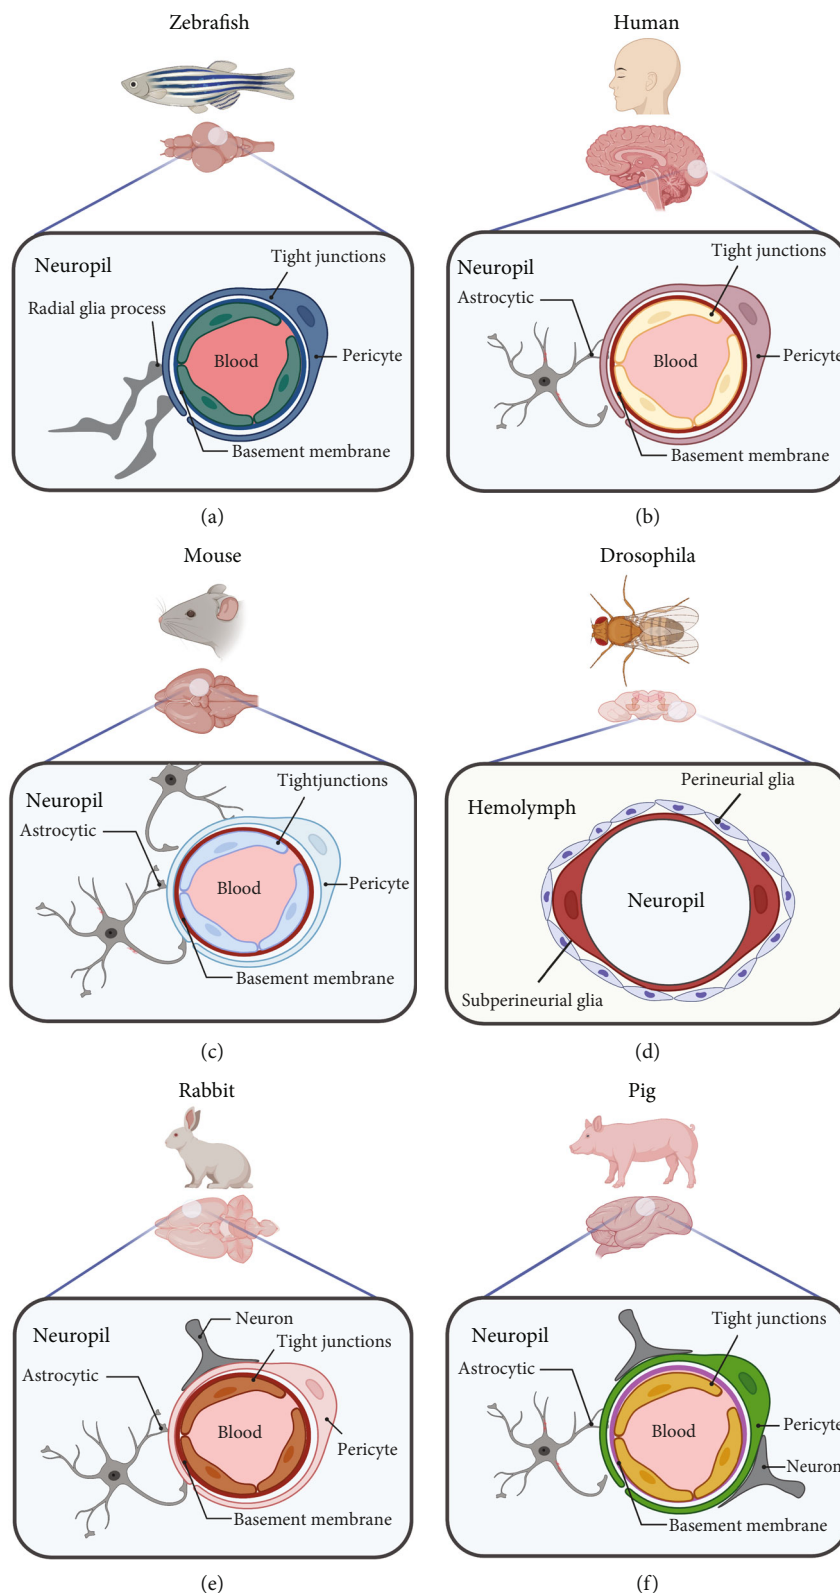 Zebrafish
Neuropil
Tight junctions
Radial glia process
Blood
Pericyte
Basement membrane
(a)
Human
Neuropil
Tight junctions
Astrocytic
Blood
Pericyte
Basement membrane
(b)
Mouse
Neuropil
Tightjunctions
Astrocytic
Blood
Pericyte
Basement membrane
(c)
Drosophila
Perineurial glia
Hemolymph
Neuropil
Subperineurial glia
(d)
Rabbit
Neuron
Neuropil
Tight junctions
Astrocytic
Blood
Pericyte
Basement membrane
(e)
Pig
Tight junctions
Neuropil
Astrocytic
Blood
Pericyte
Neuron
Basement membrane
(f)